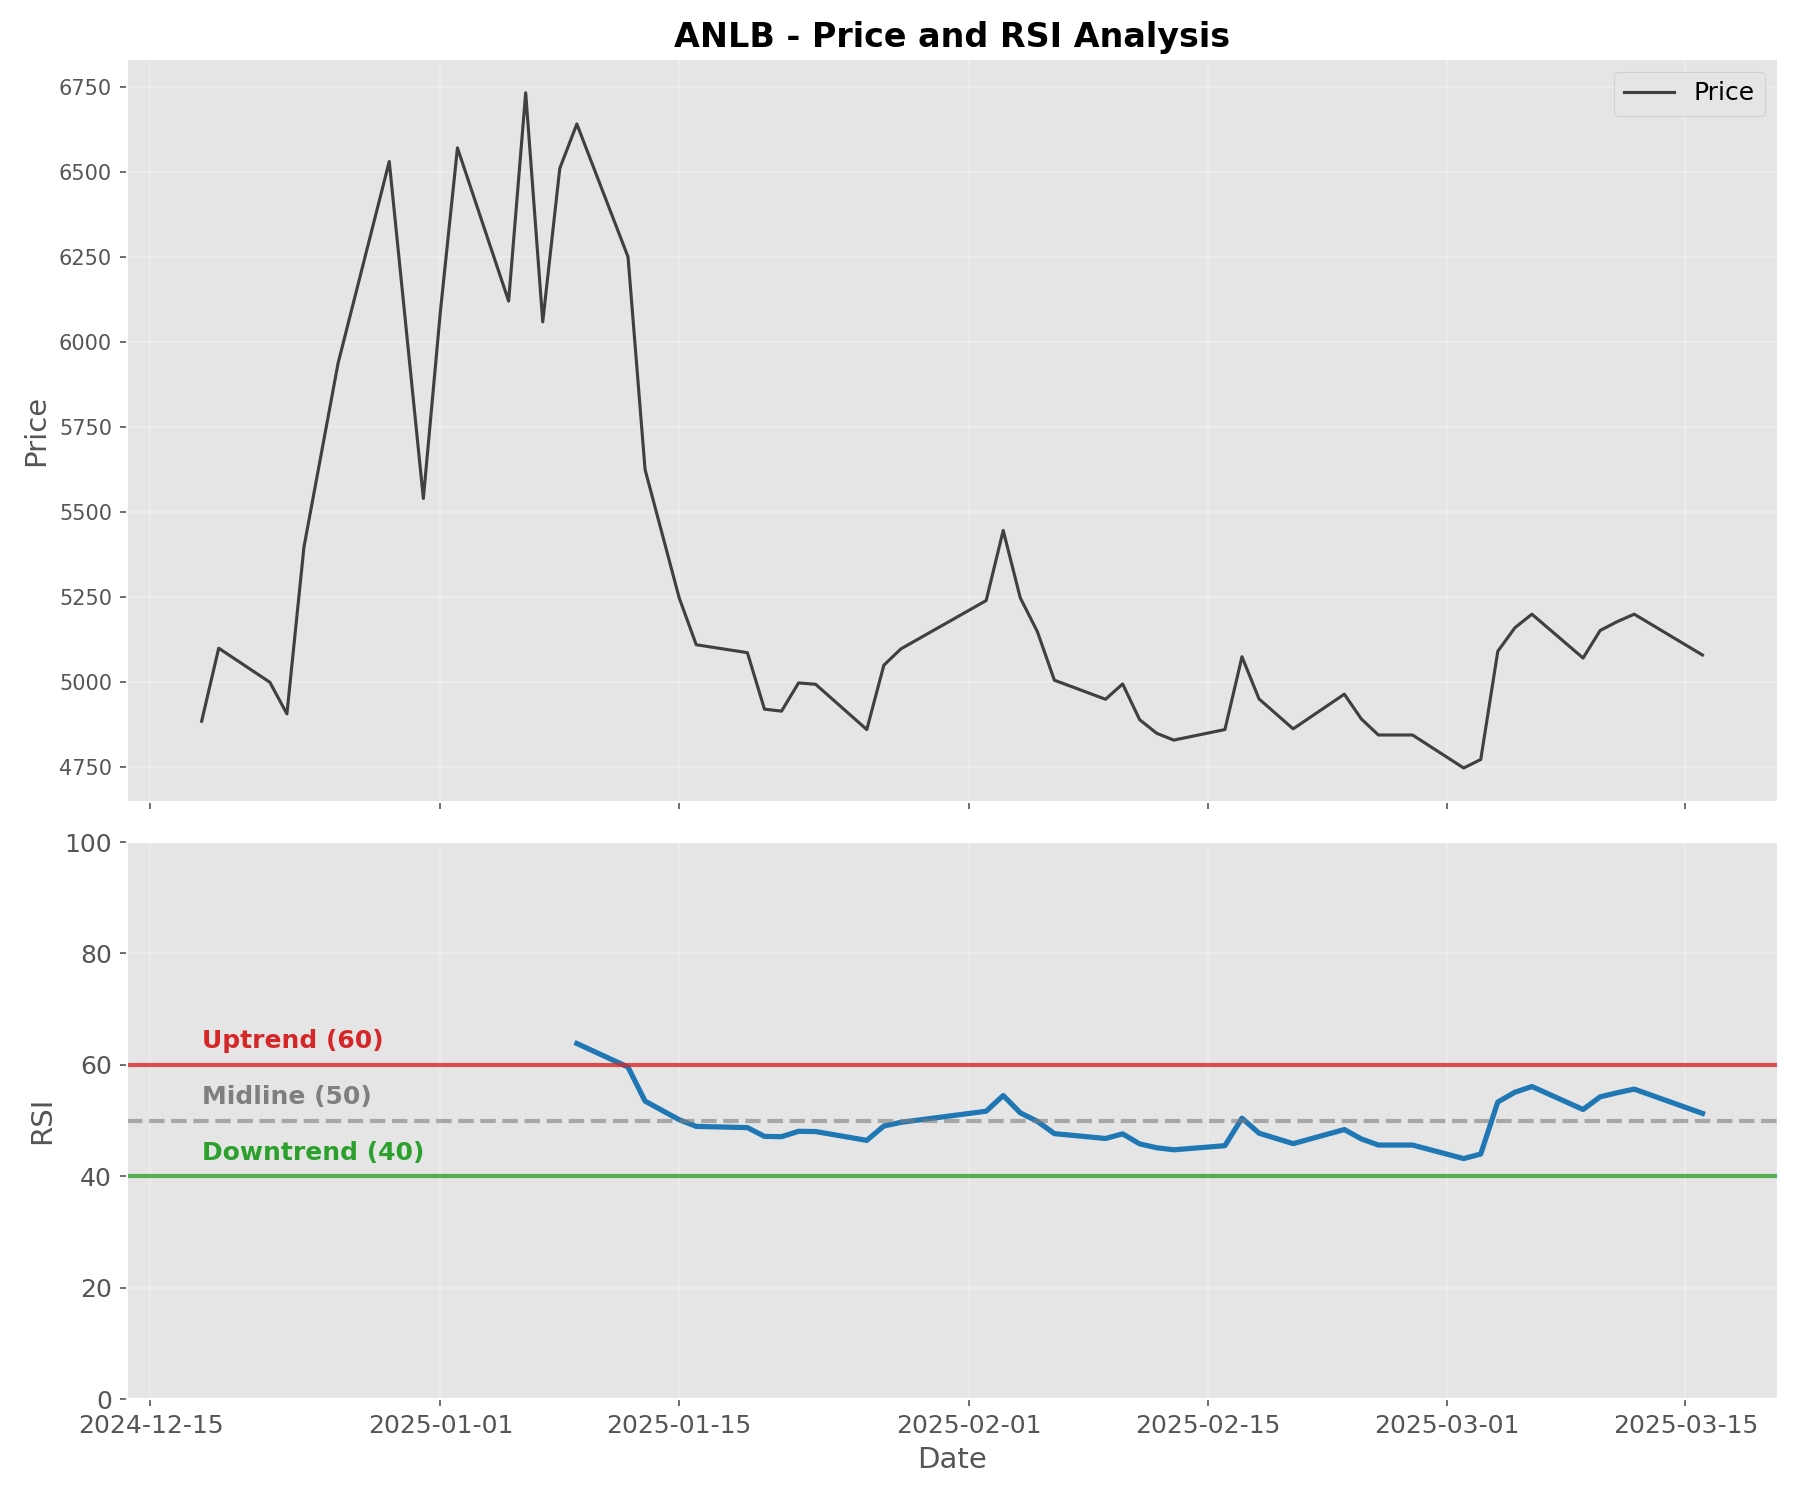 ANLB - Price and RSI Analysis
Price
6750
6500
6250
6000
5750
5500
5250
5000
4750
Price
100
80
60
40
20
0
RSI
Uptrend (60)
Midline (50)
Downtrend (40)
2024-12-15
2025-01-01
2025-01-15
2025-02-01
2025-02-15
2025-03-01
2025-03-15
Date